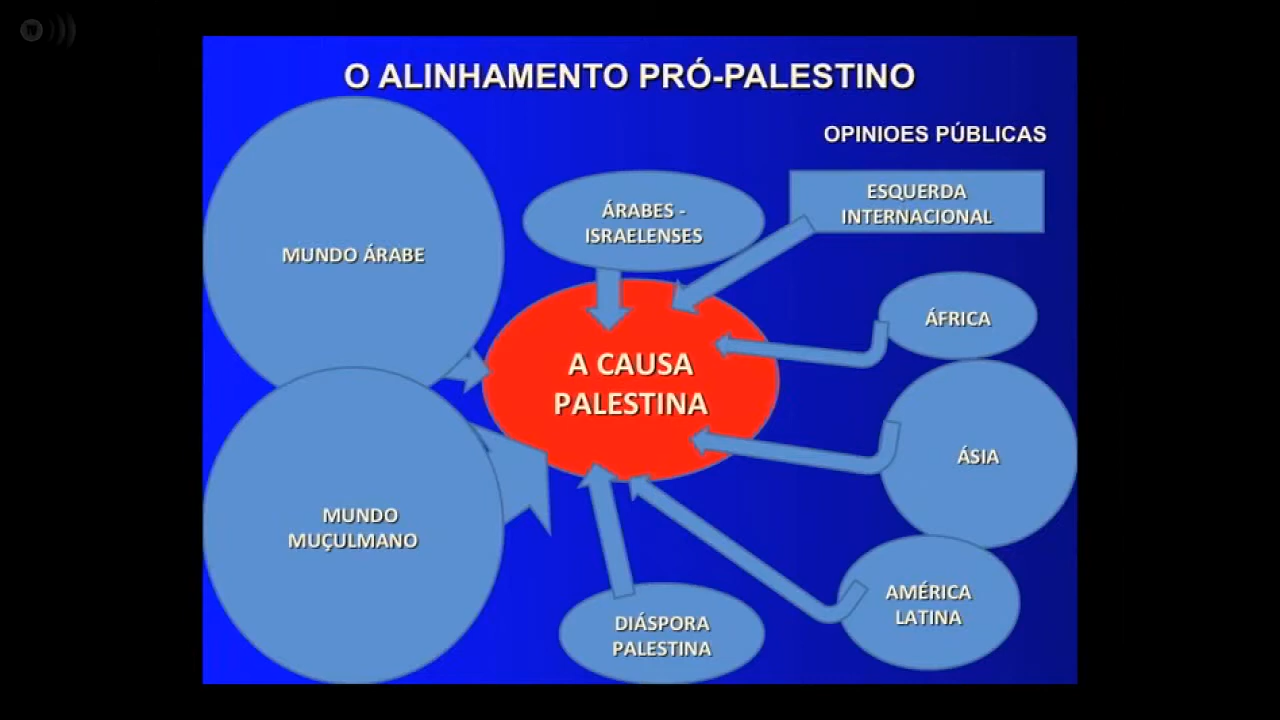 O ALINHAMENTO PRÓ-PALESTINO
OPINIOES PÚBLICAS
ESQUERDA
INTERNACIONAL
ÁRABES -
ISRAELENSES
MUNDO ÁRABE
ÁFRICA
A CAUSA
PALESTINA
ÁSIA
MUNDO
MUÇULMANO
AMÉRICA
LATINA
DIÁSPORA
PALESTINA